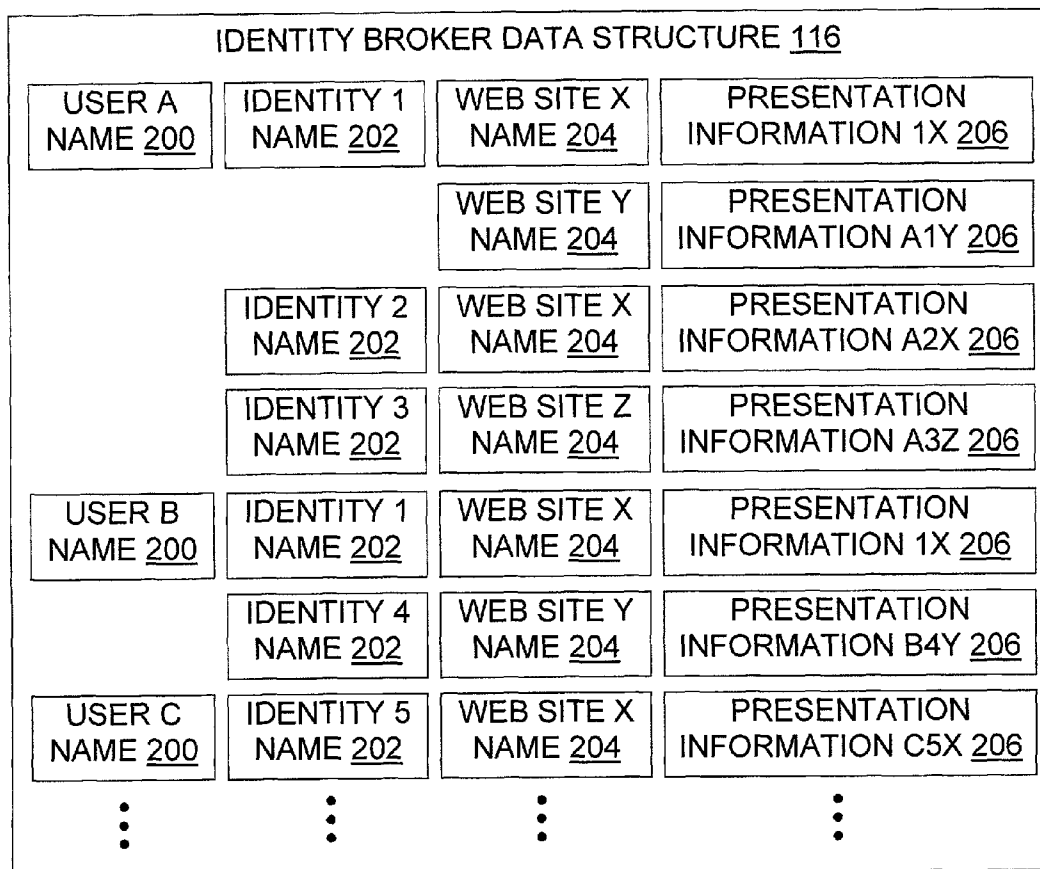 IDENTITY BROKER DATA STRUCTURE 116
USER A
NAME 200
IDENTITY 1
NAME 202
WEB SITE X
NAME 204
PRESENTATION
INFORMATION 1X 206
WEB SITE Y
NAME 204
PRESENTATION
INFORMATION A1Y 206
IDENTITY 2
NAME 202
WEB SITE X
NAME 204
PRESENTATION
INFORMATION A2X 206
IDENTITY 3
NAME 202
WEB SITE Z
NAME 204
PRESENTATION
INFORMATION A3Z 206
USER B
NAME 200
IDENTITY 1
NAME 202
WEB SITE X
NAME 204
PRESENTATION
INFORMATION 1X 206
IDENTITY 4
NAME 202
WEB SITE Y
NAME 204
PRESENTATION
INFORMATION B4Y 206
USER C
NAME 200
IDENTITY 5
NAME 202
WEB SITE X
NAME 204
PRESENTATION
INFORMATION C5X 206